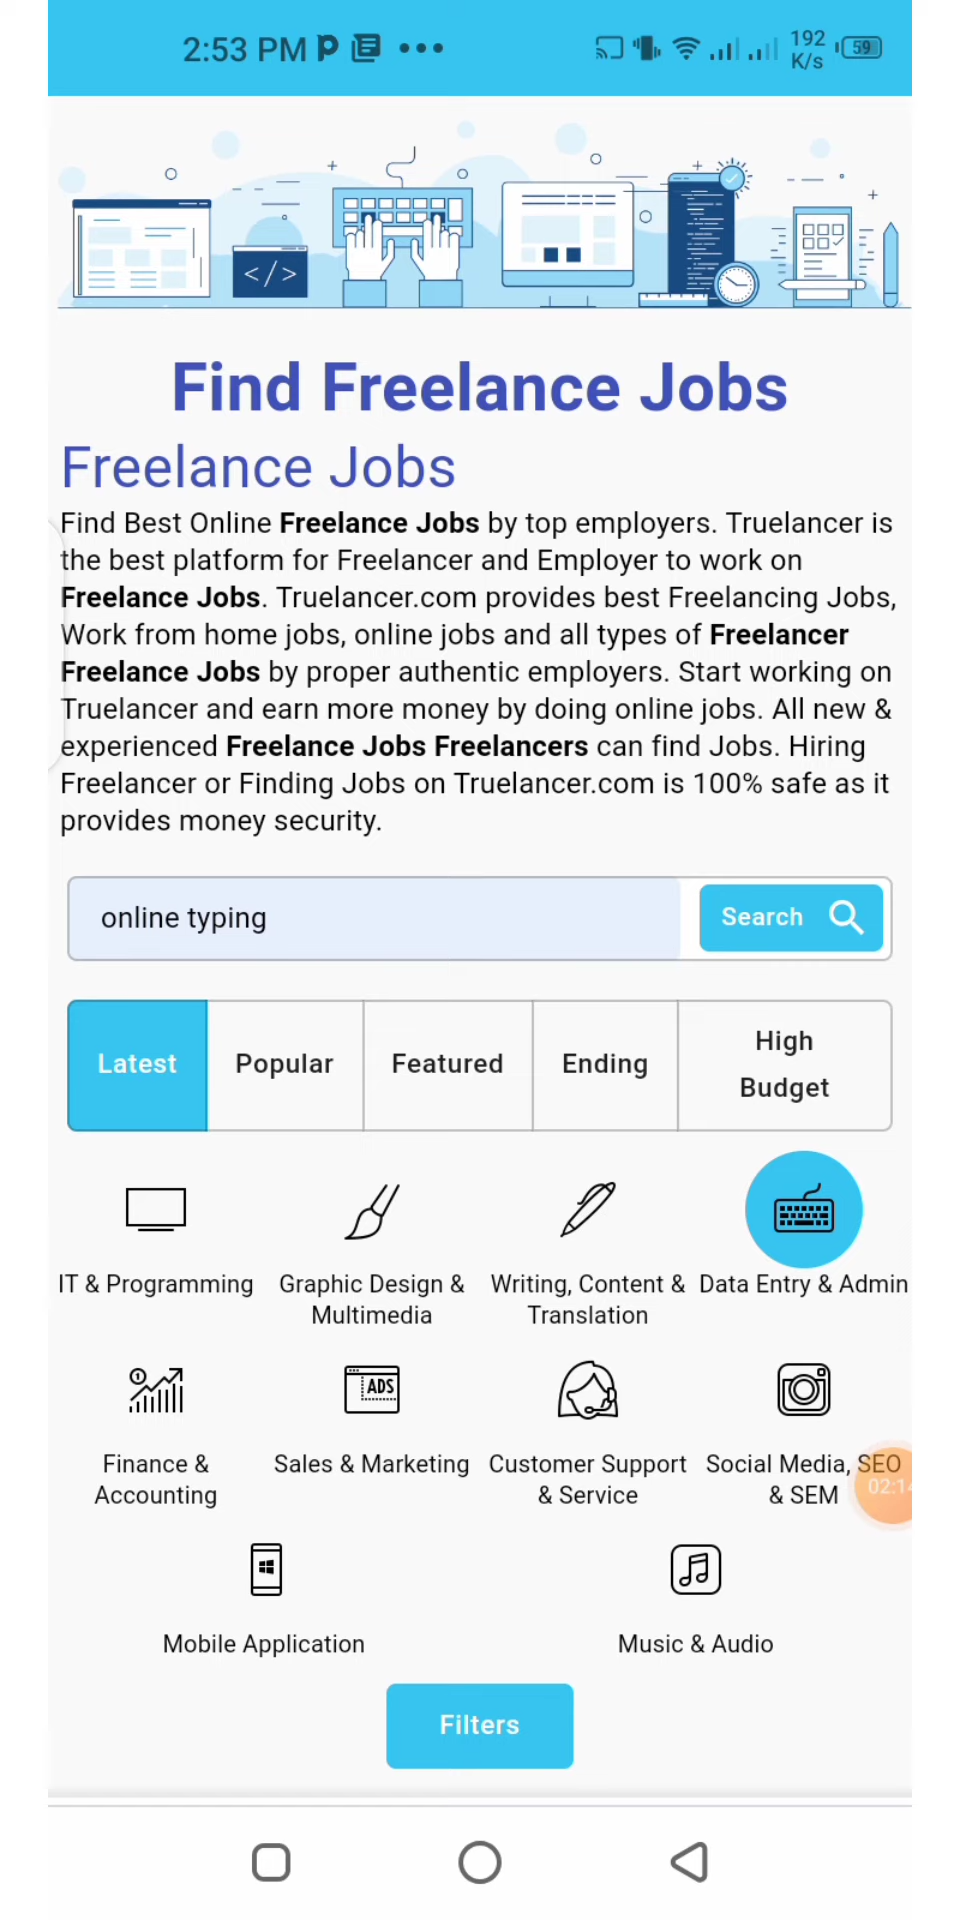 2:53 PM
192
K/s
59
</>
Find Freelance Jobs
Freelance Jobs
Find Best Online Freelance Jobs by top employers. Truelancer is
the best platform for Freelancer and Employer to work on
Freelance Jobs. Truelancer.com provides best Freelancing Jobs,
Work from home jobs, online jobs and all types of Freelancer
Freelance Jobs by proper authentic employers. Start working on
Truelancer and earn more money by doing online jobs. All new &
experienced Freelance Jobs Freelancers can find Jobs. Hiring
Freelancer or Finding Jobs on Truelancer.com is 100% safe as it
provides money security.
online typing
Search
Latest
Popular
Featured
Ending
High
Budget
IT & Programming
Graphic Design &
Multimedia
Writing, Content &
Translation
Data Entry & Admin
ADS
Finance &
Accounting
Sales & Marketing
Customer Support
& Service
Social Media, SEO
& SEM
02:14
Mobile Application
Music & Audio
Filters